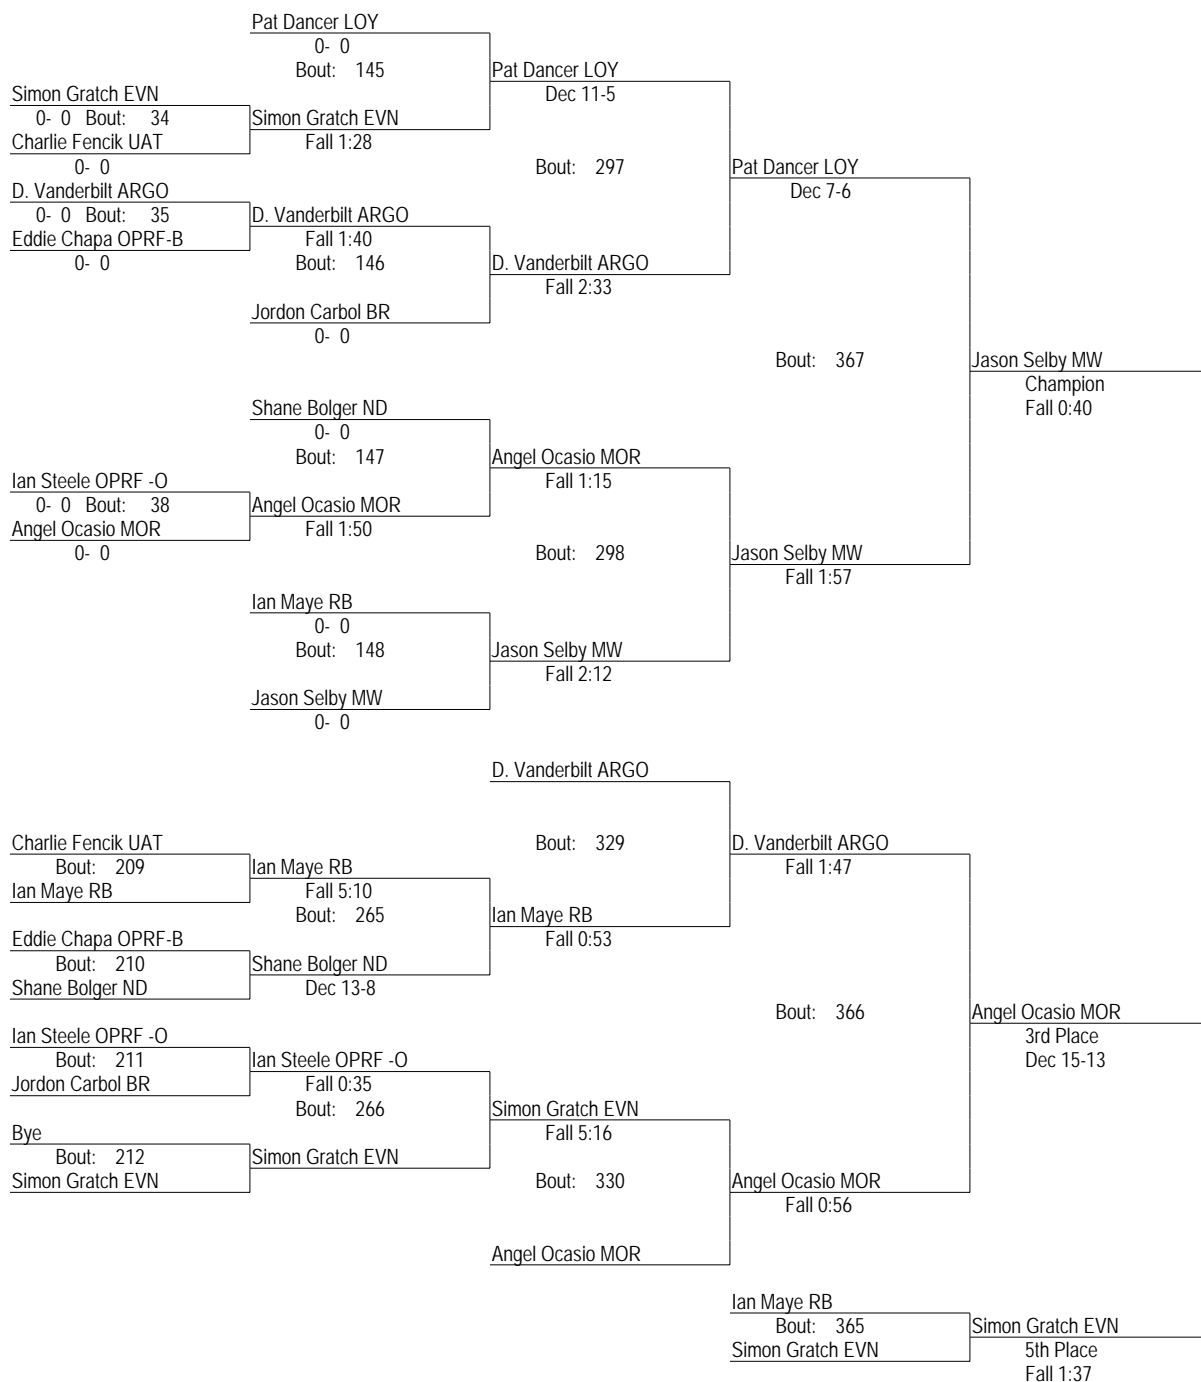 Pat Dancer LOY
0- 0
Bout: 145
Pat Dancer LOY
Dec 11-5
Simon Gratch EVN
0- 0 Bout: 34
Simon Gratch EVN
Charlie Fencik UAT
Fall 1:28
0- 0
Bout: 297
Pat Dancer LOY
Dec 7-6
D. Vanderbilt ARGO
0- 0 Bout: 35
D. Vanderbilt ARGO
Eddie Chapa OPRF-B
Fall 1:40
0- 0
Bout: 146
D. Vanderbilt ARGO
Fall 2:33
Jordon Carbol BR
0- 0
Bout: 367
Jason Selby MW
Champion
Fall 0:40
Shane Bolger ND
0- 0
Bout: 147
Angel Ocasio MOR
Fall 1:15
Ian Steele OPRF -O
0- 0 Bout: 38
Angel Ocasio MOR
Angel Ocasio MOR
Fall 1:50
0- 0
Bout: 298
Jason Selby MW
Fall 1:57
Ian Maye RB
0- 0
Bout: 148
Jason Selby MW
Fall 2:12
Jason Selby MW
0- 0
D. Vanderbilt ARGO
Charlie Fencik UAT
Bout: 329
D. Vanderbilt ARGO
Bout: 209
Ian Maye RB
Fall 1:47
Ian Maye RB
Fall 5:10
Bout: 265
Ian Maye RB
Fall 0:53
Eddie Chapa OPRF-B
Bout: 210
Shane Bolger ND
Shane Bolger ND
Dec 13-8
Bout: 366
Angel Ocasio MOR
3rd Place
Dec 15-13
Ian Steele OPRF -O
Bout: 211
Ian Steele OPRF -O
Jordon Carbol BR
Fall 0:35
Bout: 266
Simon Gratch EVN
Fall 5:16
Bye
Bout: 212
Simon Gratch EVN
Simon Gratch EVN
Bout: 330
Angel Ocasio MOR
Fall 0:56
Angel Ocasio MOR
Ian Maye RB
Bout: 365
Simon Gratch EVN
Simon Gratch EVN
5th Place
Fall 1:37